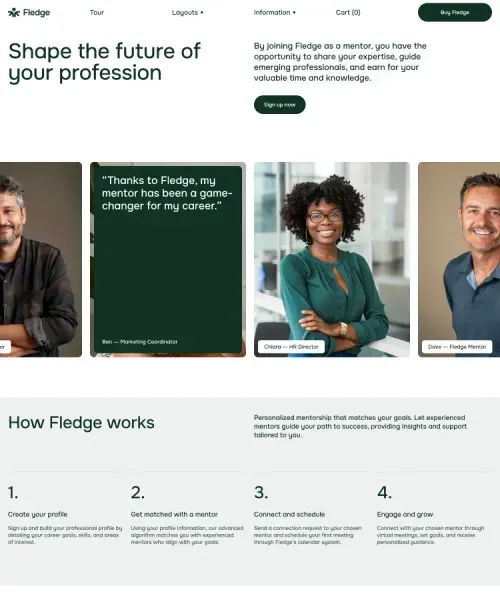 Fledge
Tour
Layouts +
Information +
Cart (0)
Buy Fledge
Shape the future of
your profession
By joining Fledge as a mentor, you have the
opportunity to share your expertise, guide
emerging professionals, and earn for your
valuable time and knowledge.
Sign up now
“Thanks to Fledge, my
mentor has been a game-
changer for my career.”
Ben — Marketing Coordinator
Chiara — HR Director
Dave — Fledge Mentor
How Fledge works
Personalized mentorship that matches your goals. Let experienced
mentors guide your path to success, providing insights and support
tailored to you.
1.
Create your profile
Sign up and build your professional profile by
detailing your career goals, skills, and areas
of interest.
2.
Get matched with a mentor
Using your profile information, our advanced
algorithm matches you with experienced
mentors who align with your goals.
3.
Connect and schedule
Send a connection request to your chosen
mentor and schedule your first meeting
through Fledge's calendar system.
4.
Engage and grow
Connect with your chosen mentor through
virtual meetings, set goals, and receive
personalized guidance.